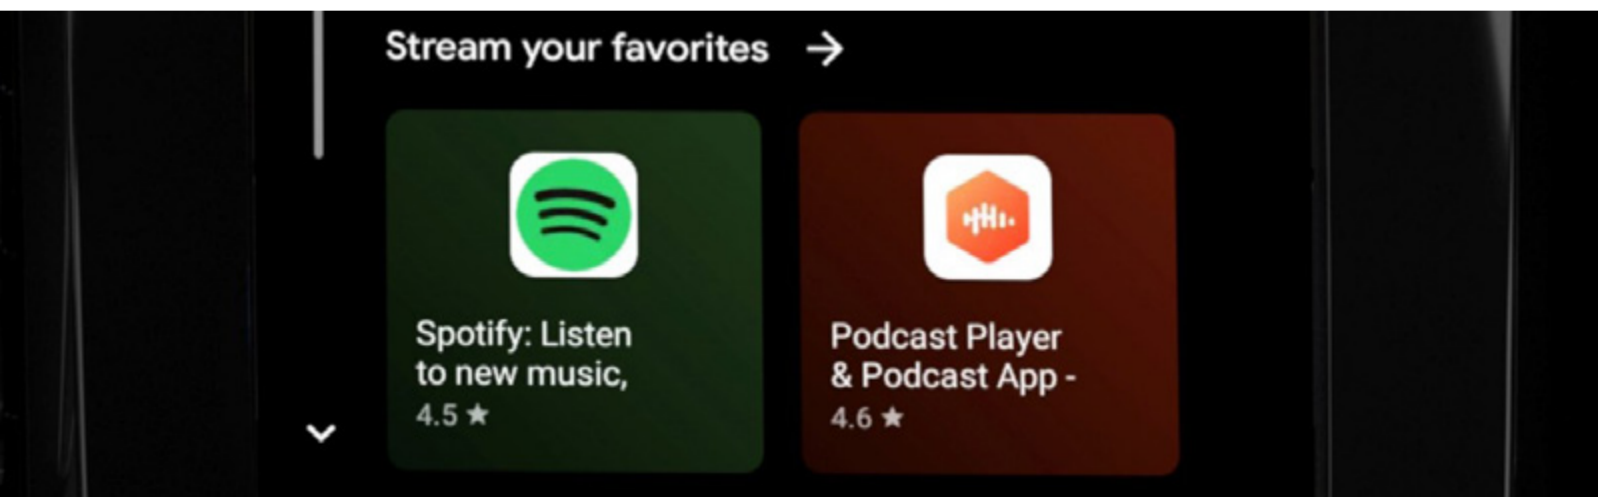 Stream your favorites →
Spotify: Listen
to new music,
4.5 ★
Podcast Player
& Podcast App -
4.6 ★